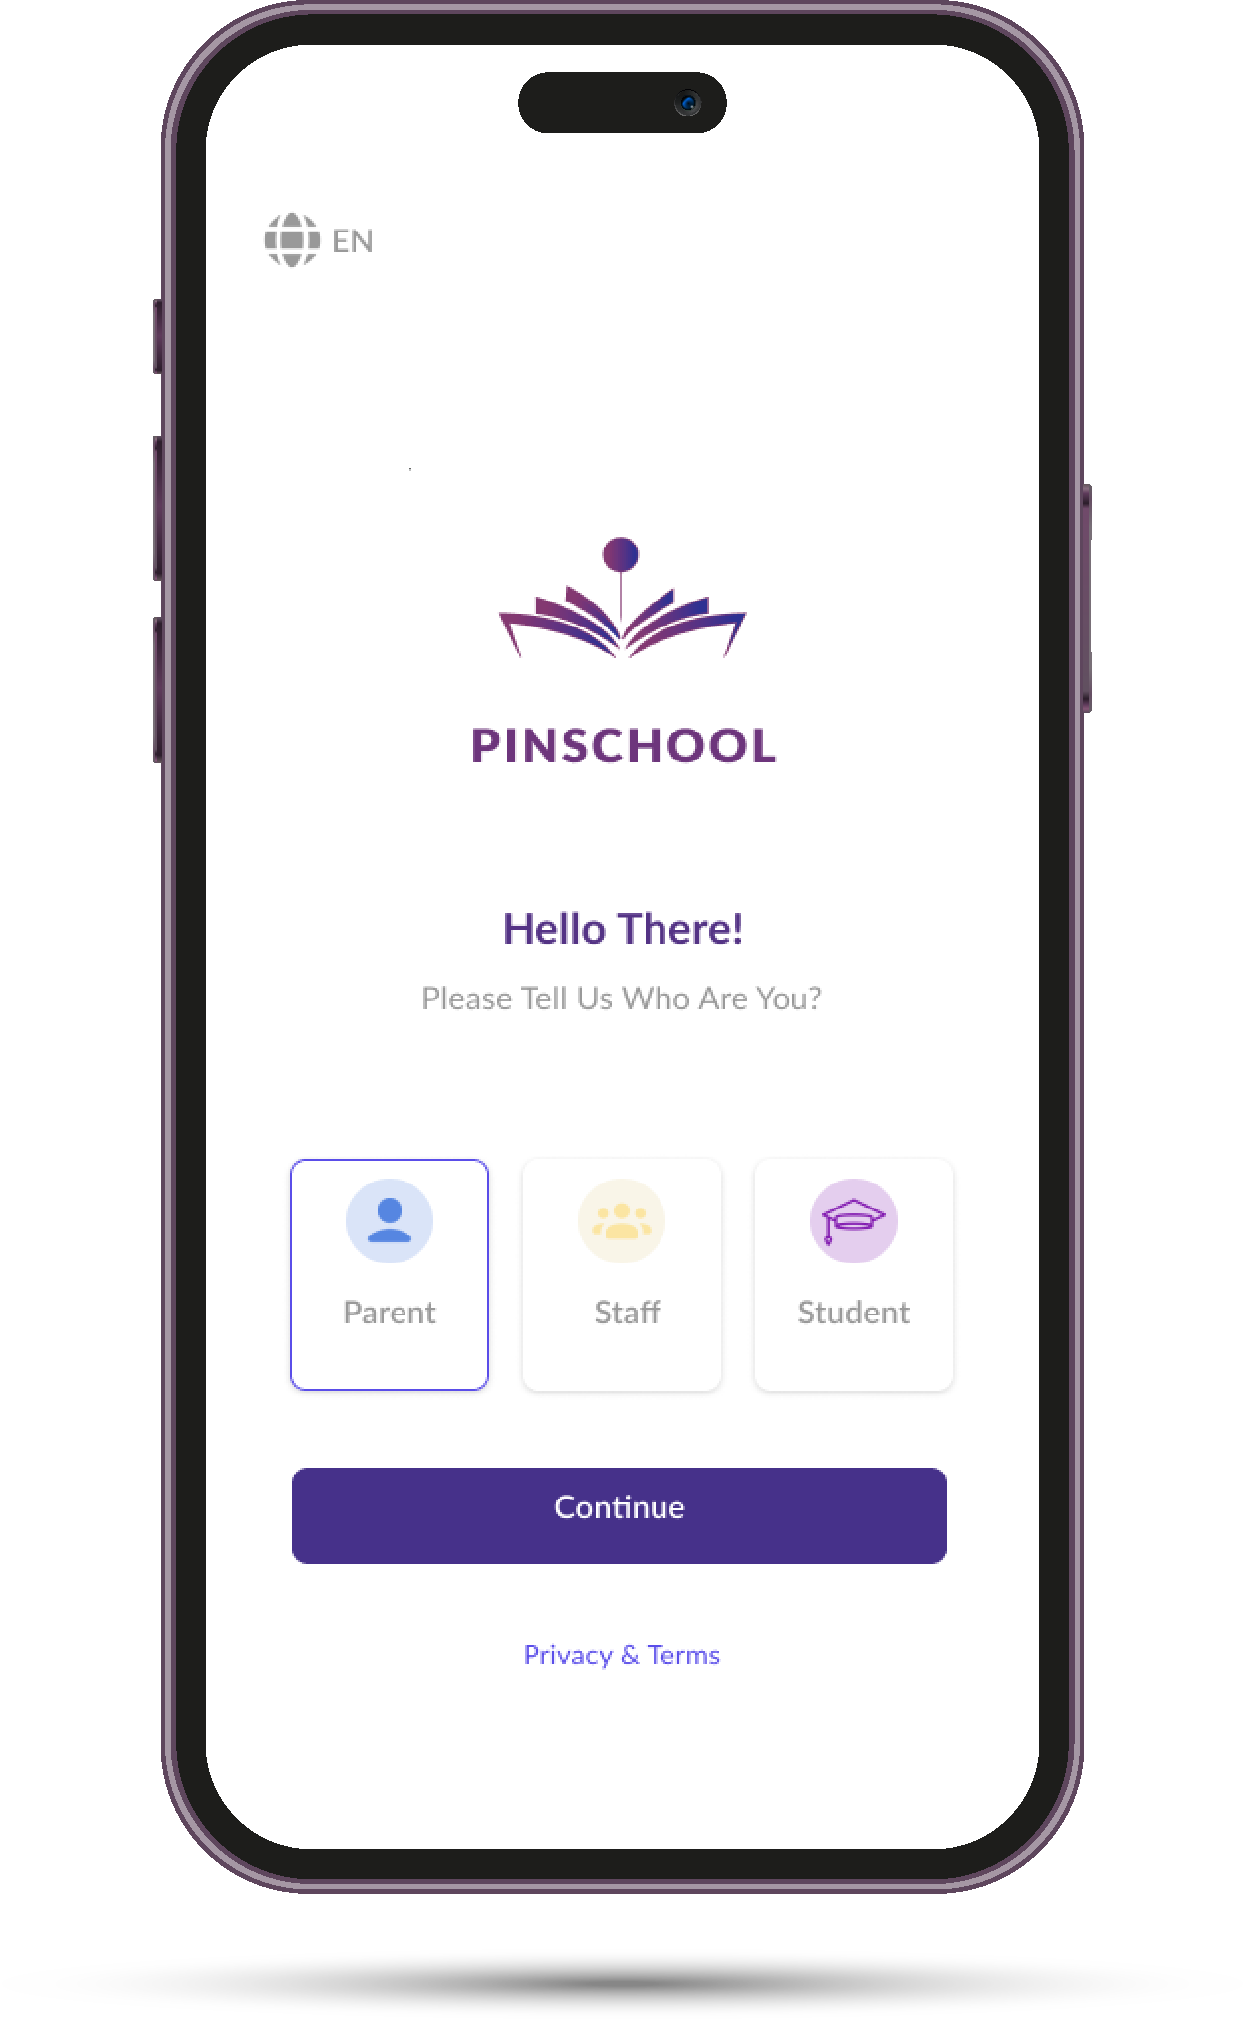 EN
PINSCHOOL
Hello There!
Please Tell Us Who Are You?
Parent
Staff
Student
Continue
Privacy & Terms